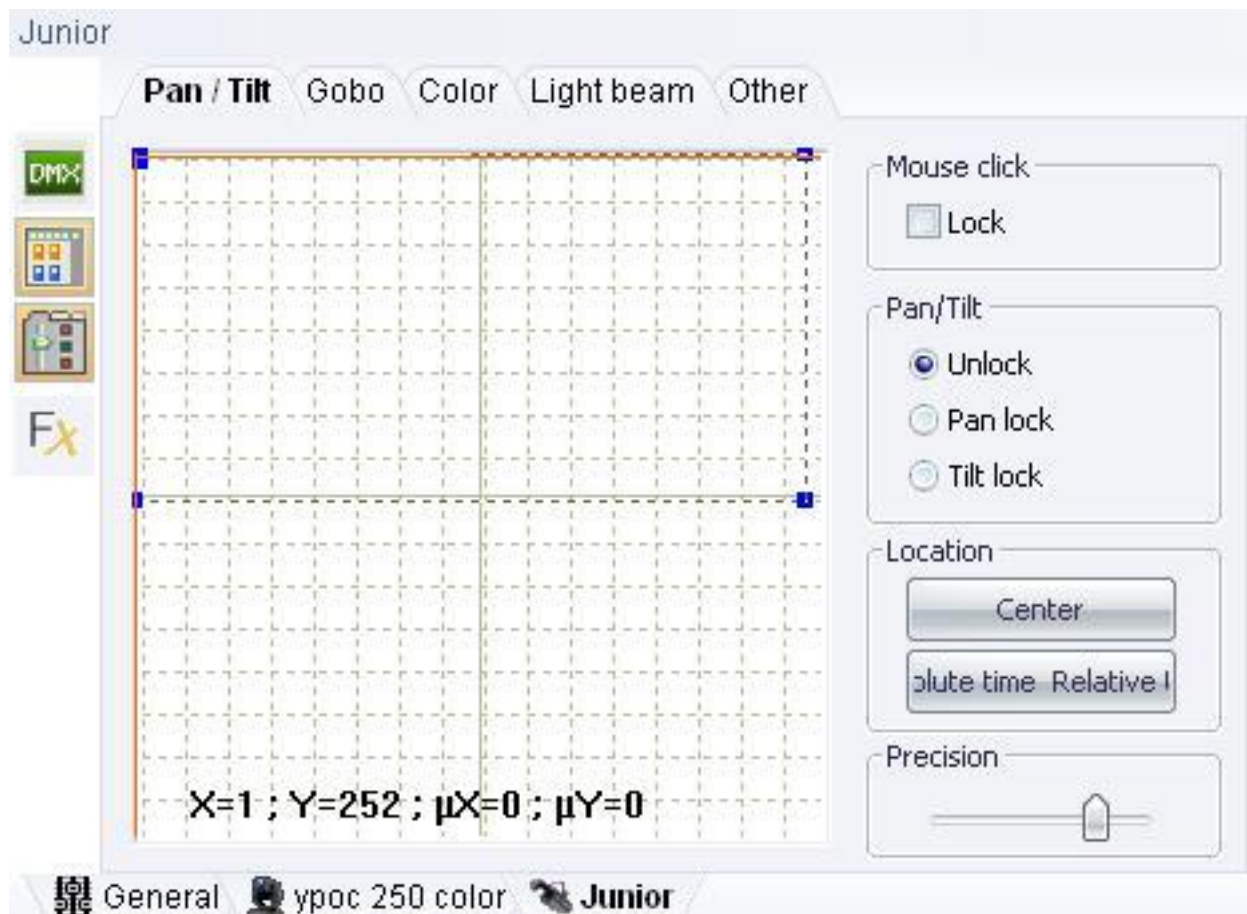 Junior
Pan / Tilt Gobo Color Light beam Other
DMX
Mouse click
Lock
Pan/Tilt
Unlock
Pan lock
Tilt lock
Fx
Location
Center
olute time Relative
Precision
X=1 ; Y=252 ; µX=0 ; µY=0
General ypoc 250 color Junior